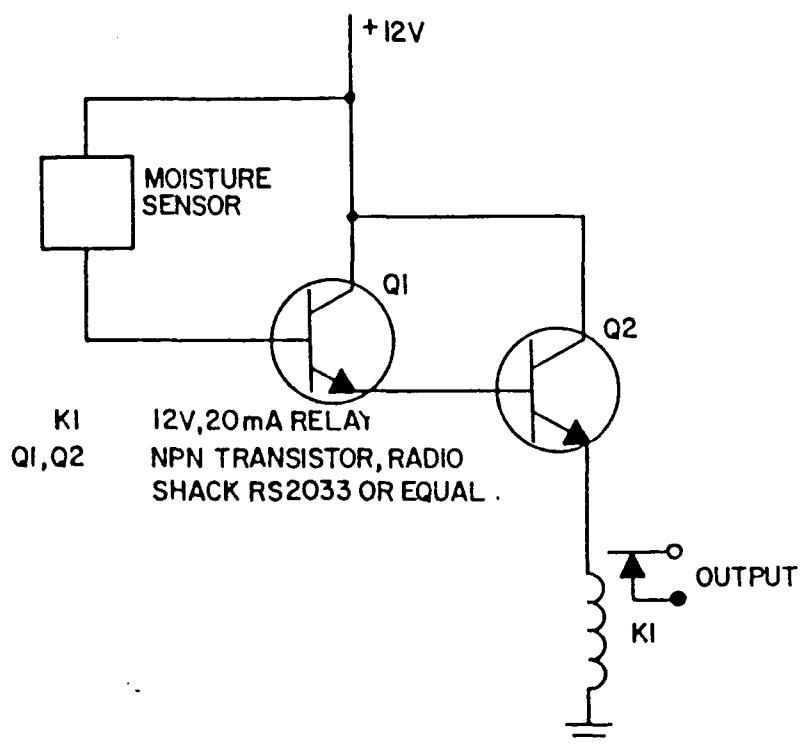 +12V
MOISTURE
SENSOR
Q1
Q2
K1 12V, 20mA RELAY
Q1, Q2 NPN TRANSISTOR, RADIO
SHACK RS2033 OR EQUAL.
OUTPUT
K1